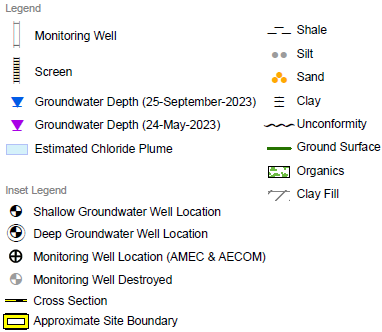 Legend
Monitoring Well
Screen
Groundwater Depth (25-September-2023)
Groundwater Depth (24-May-2023)
Estimated Chloride Plume
Shale
Silt
Sand
Clay
Unconformity
Ground Surface
Organics
Clay Fill
Inset Legend
Shallow Groundwater Well Location
Deep Groundwater Well Location
Monitoring Well Location (AMEC & AECOM)
Monitoring Well Destroyed
Cross Section
Approximate Site Boundary